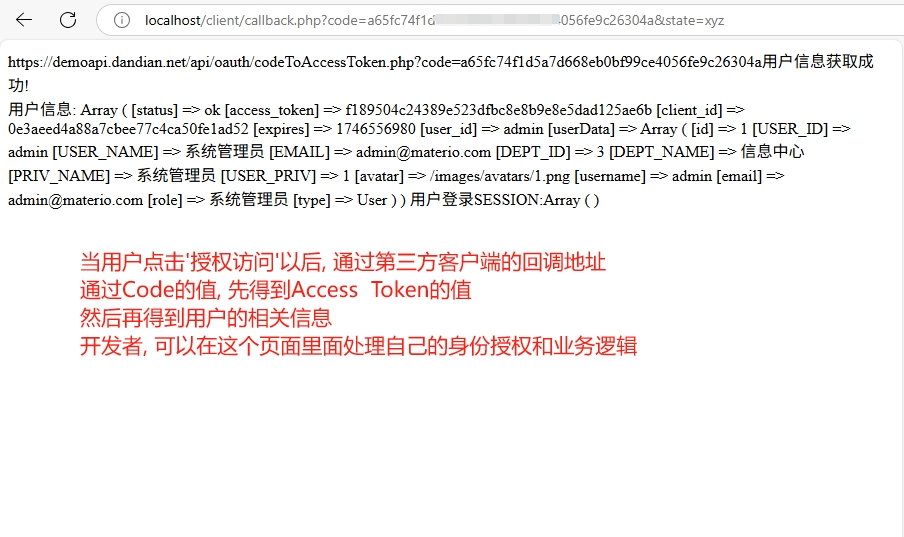 localhost/client/callback.php?code=a65fc74f1d 056fe9c26304a&state=xyz
https://demoapi.dandian.net/api/oauth/codeToAccessToken.php?code=a65fc74f1d5a7d668eb0bf99ce4056fe9c26304a用户信息获取成
功!
用户信息: Array ( [status] => ok [access_token] => f189504c24389e523dfbc8e8b9e8e5dad125ae6b [client_id] =>
0e3aeed4a88a7cbee77c4ca50fe1ad52 [expires] => 1746556980 [user_id] => admin [userData] => Array ( [id] => 1 [USER_ID] =>
admin [USER_NAME] => 系统管理员 [EMAIL] => admin@materio.com [DEPT_ID] => 3 [DEPT_NAME] => 信息中心
[PRIV_NAME] => 系统管理员 [USER_PRIV] => 1 [avatar] => /images/avatars/1.png [username] => admin [email] =>
admin@materio.com [role] => 系统管理员 [type] => User ) ) 用户登录SESSION:Array ( )
当用户点击'授权访问'以后, 通过第三方客户端的回调地址
通过Code的值, 先得到Access Token的值
然后再得到用户的相关信息
开发者, 可以在这个页面里面处理自己的身份授权和业务逻辑